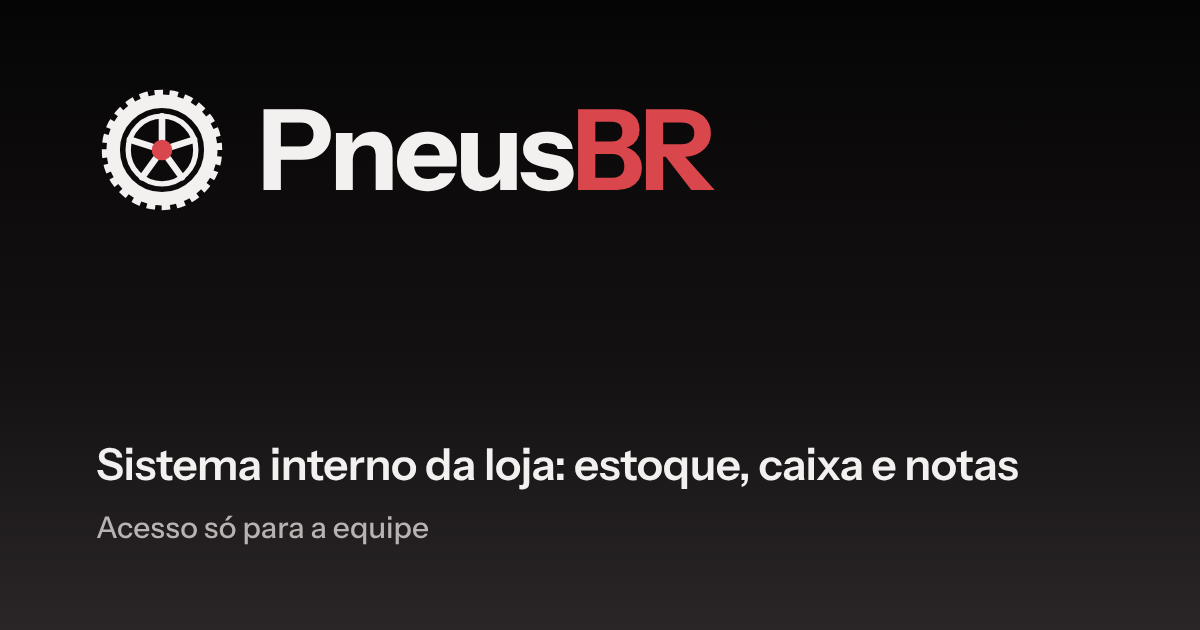 PneusBR
Sistema interno da loja: estoque, caixa e notas
Acesso só para a equipe